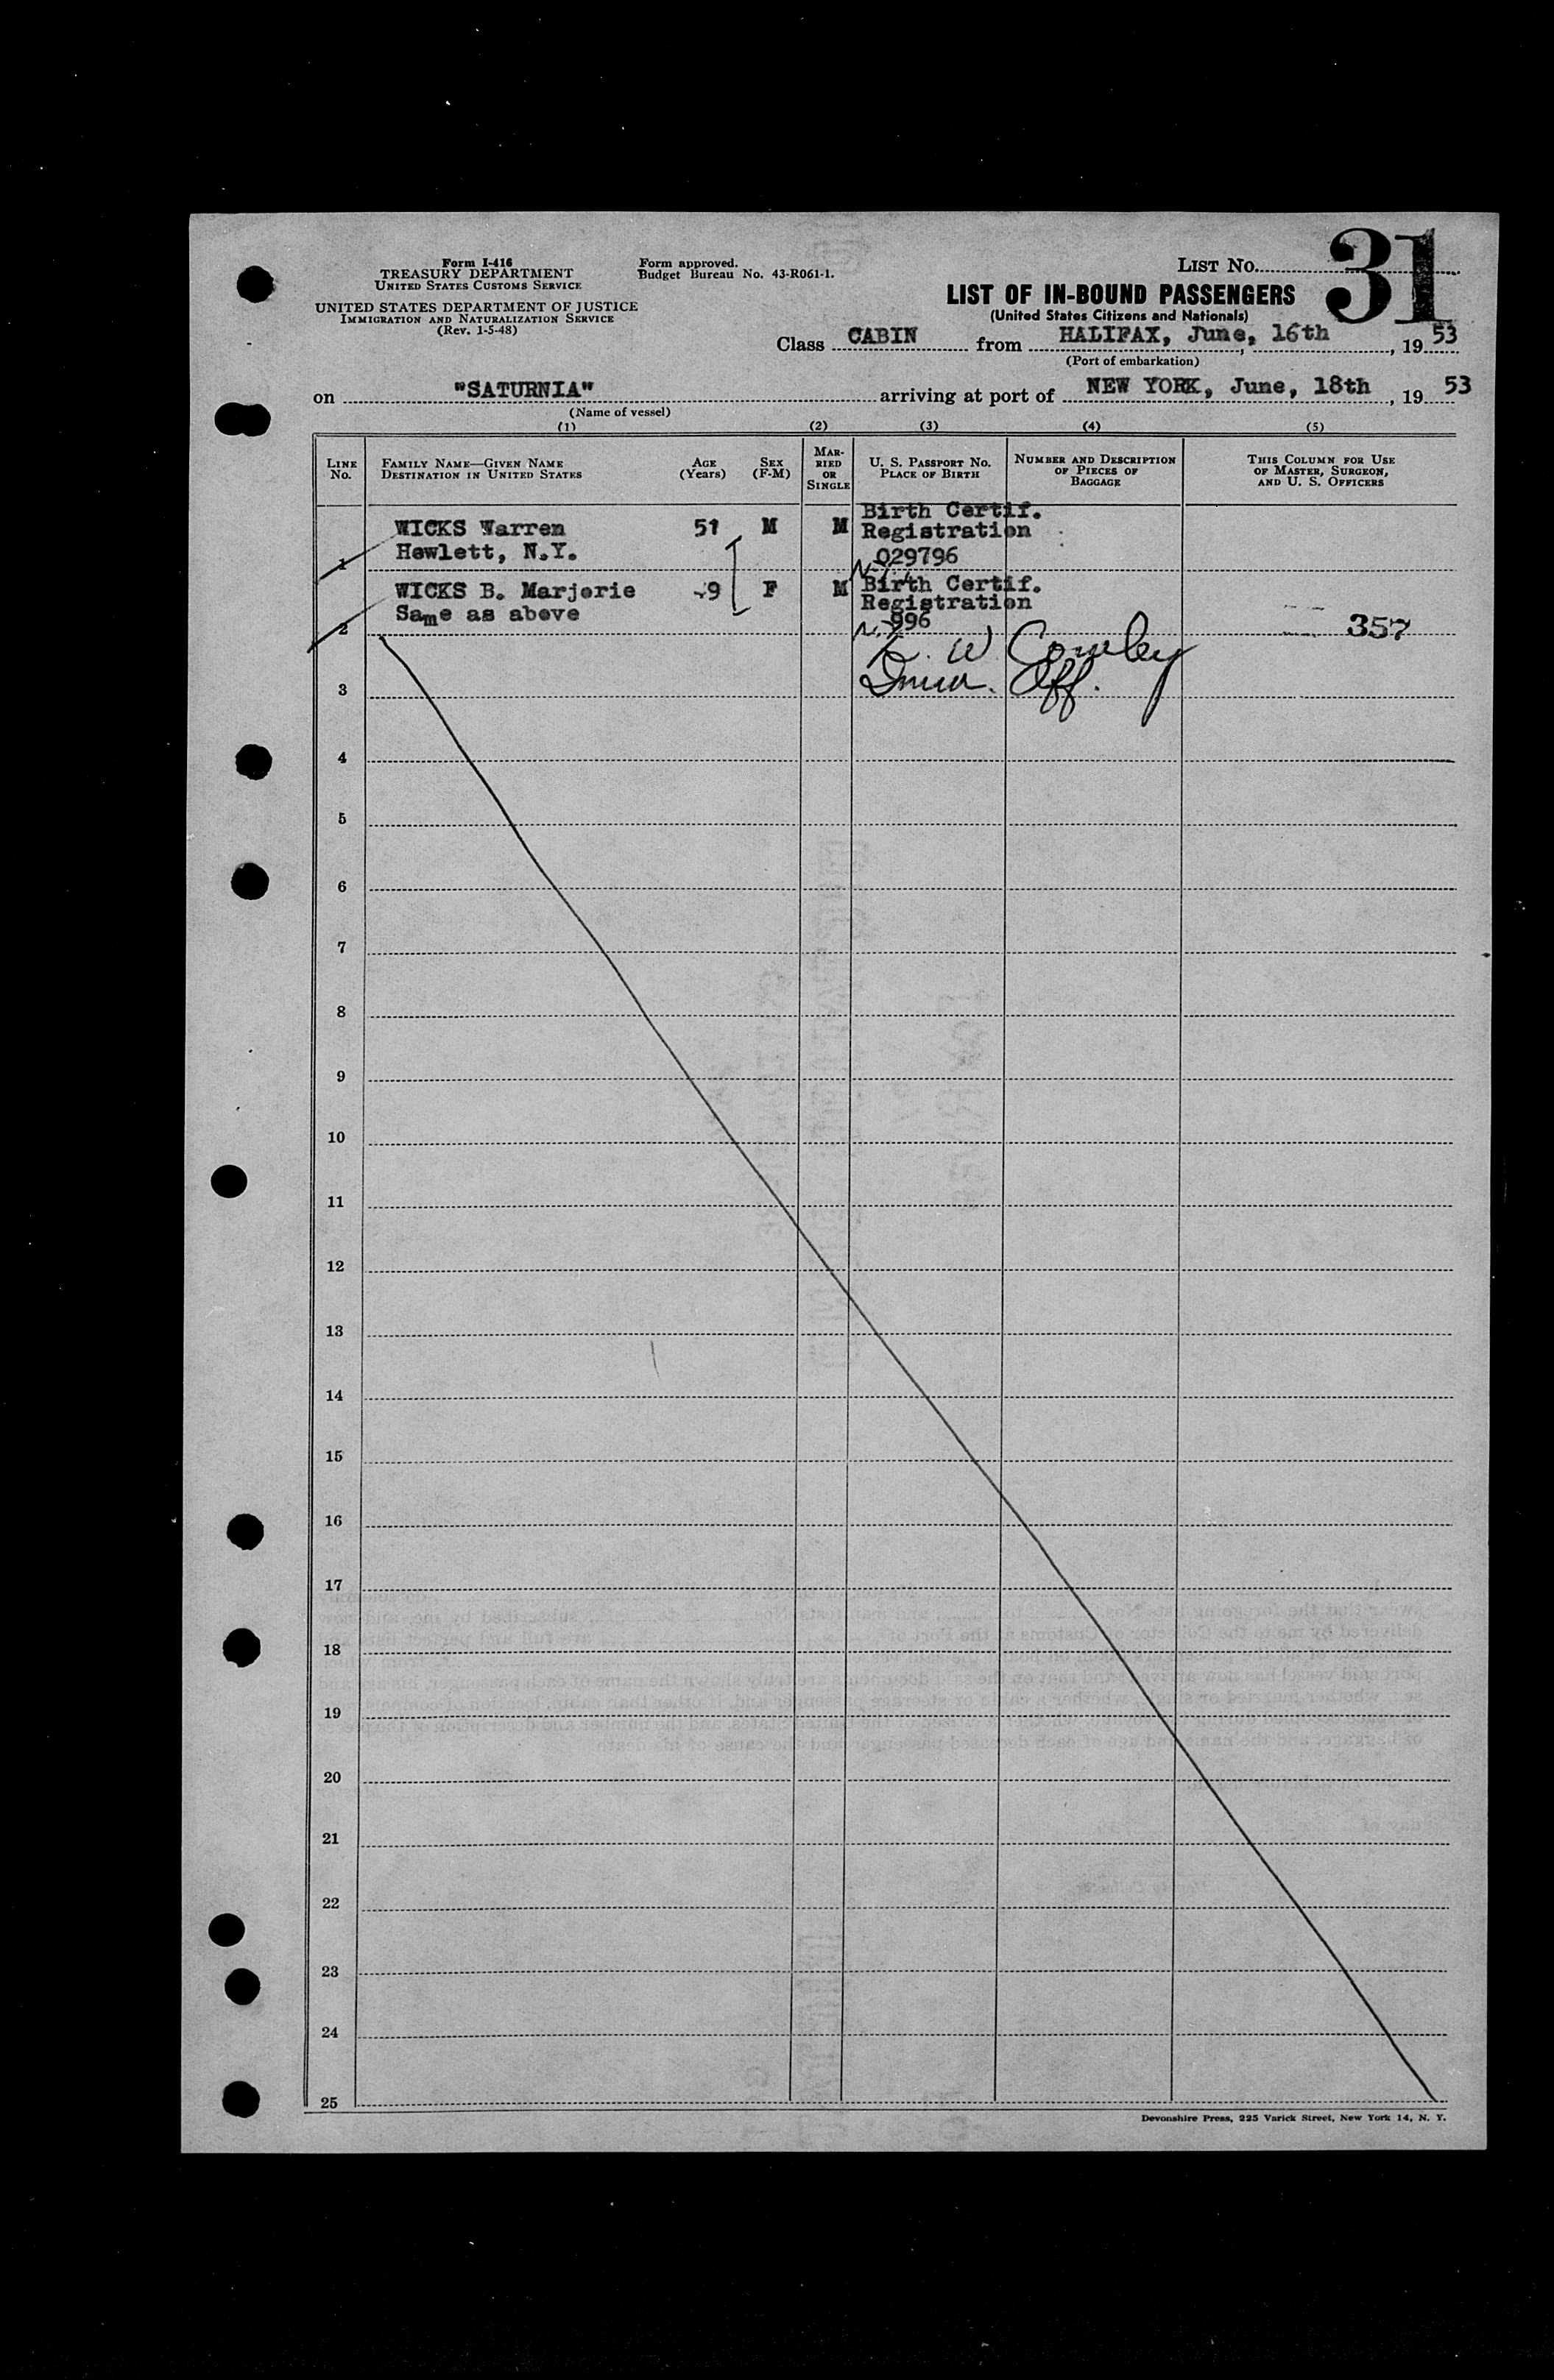 Form I-416
TREASURY DEPARTMENT
UNITED STATES CUSTOMS SERVICE
UNITED STATES DEPARTMENT OF JUSTICE
IMMIGRATION AND NATURALIZATION SERVICE
(Rev. 1-5-48)
Form approved.
Budget Bureau No. 43-R061-1.
LIST No. 31
LIST OF IN-BOUND PASSENGERS
(United States Citizens and Nationals)
Class CABIN from HALIFAX, June, 16th, 1953
(Port of embarkation)
on "SATURNIA" arriving at port of NEW YORK, June, 18th, 1953
(Name of vessel)
(1) (2) (3) (4) (5)
LINE No. FAMILY NAME—GIVEN NAME DESTINATION IN UNITED STATES AGE (Years) SEX (F-M) MARRIED OR SINGLE U. S. PASSPORT NO. PLACE OF BIRTH NUMBER AND DESCRIPTION OF PIECES OF BAGGAGE THIS COLUMN FOR USE OF MASTER, SURGEON, AND U. S. OFFICERS
Birth Certif.
WICKS Warren 51 M M Registration
1 Hewlett, N.Y. 029796
WICKS B. Marjorie 9 F M Birth Certif.
Same as above Registration
2 996 357
W Cowley
3 Imm. Off.
4
5
6
7
8
9
10
11
12
13
14
15
16
17
18
19
20
21
22
23
24
25
Devonshire Press, 225 Varick Street, New York 14, N. Y.